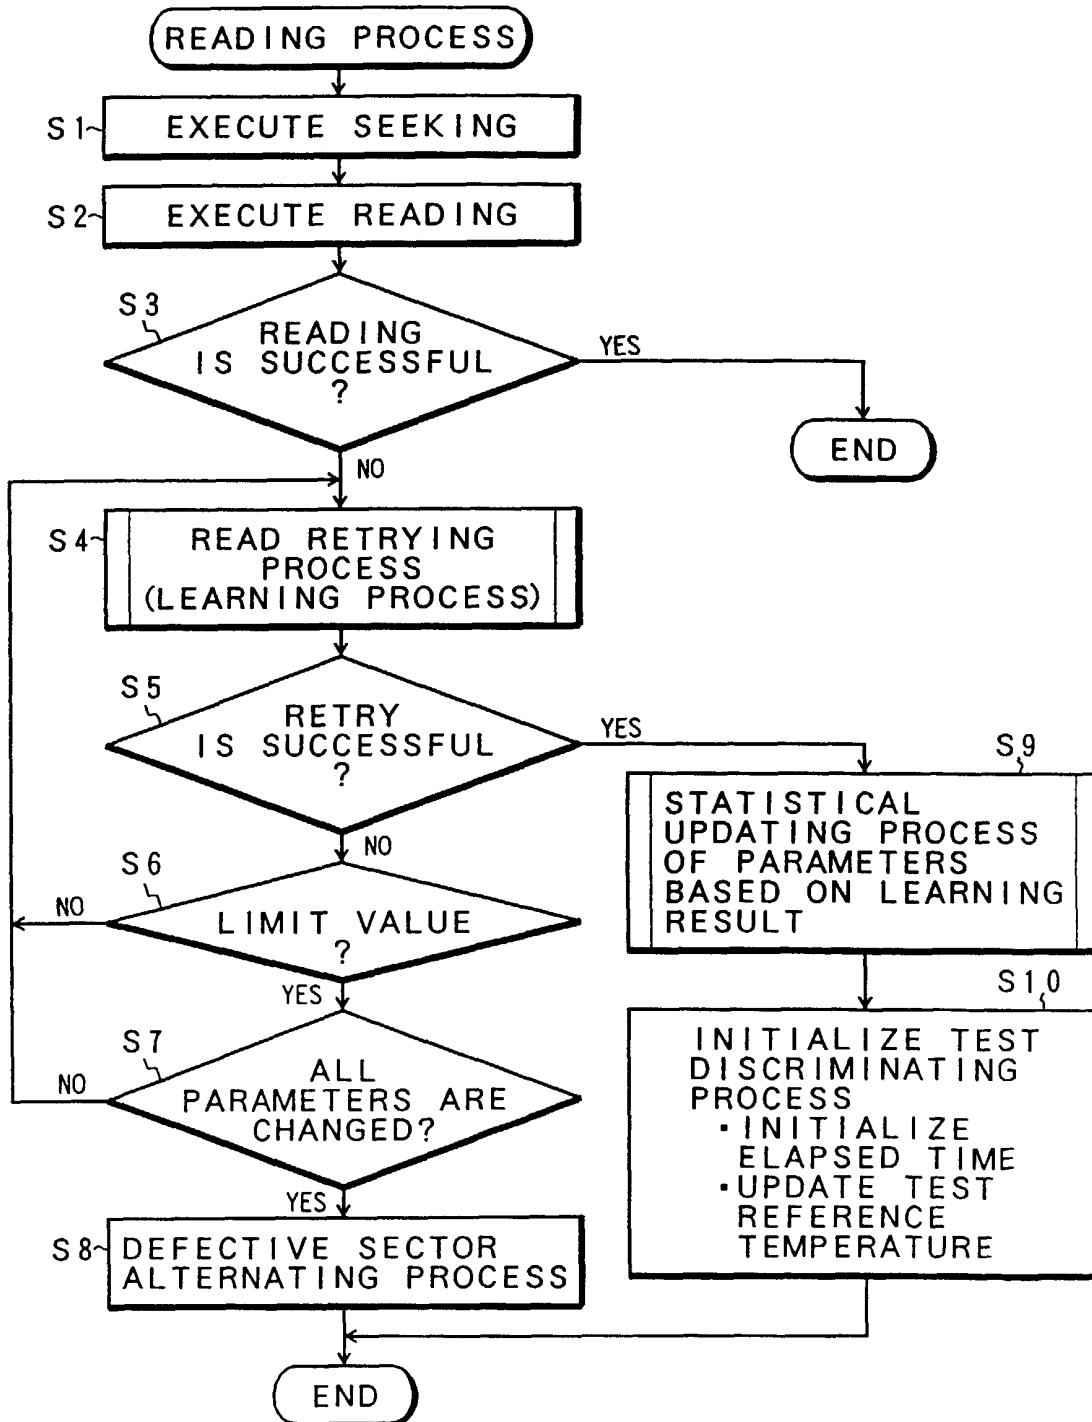 READING PROCESS
S1
EXECUTE SEEKING
S2
EXECUTE READING
S3
READING
IS SUCCESSFUL
?
YES
END
NO
S4
READ RETRYING
PROCESS
(LEARNING PROCESS)
S5
RETRY
IS SUCCESSFUL
?
YES
NO
S9
STATISTICAL
UPDATING PROCESS
OF PARAMETERS
BASED ON LEARNING
RESULT
S6
LIMIT VALUE
?
NO
YES
S10
INITIALIZE TEST
DISCRIMINATING
PROCESS
▪ INITIALIZE
ELAPSED TIME
▪ UPDATE TEST
REFERENCE
TEMPERATURE
S7
ALL
PARAMETERS ARE
CHANGED?
NO
YES
S8
DEFECTIVE SECTOR
ALTERNATING PROCESS
END